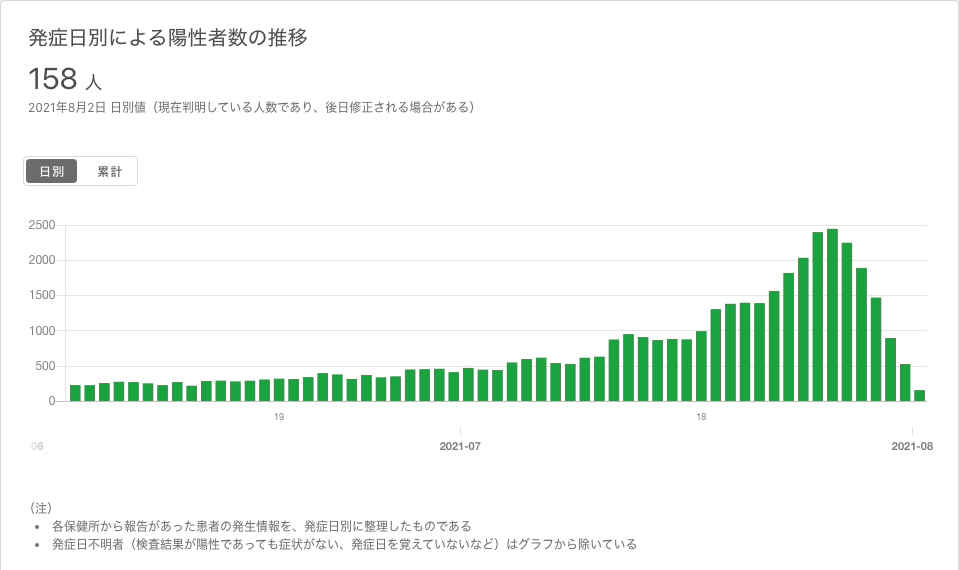 発症日別による陽性者数の推移
158 人
2021年8月2日 日別値（現在判明している人数であり、後日修正される場合がある）
日別 累計
2500
2000
1500
1000
500
0
19 18
-06 2021-07 2021-08
（注）
• 各保健所から報告があった患者の発生情報を、発症日別に整理したものである
• 発症日不明者（検査結果が陽性であっても症状がない、発症日を覚えていないなど）はグラフから除いている